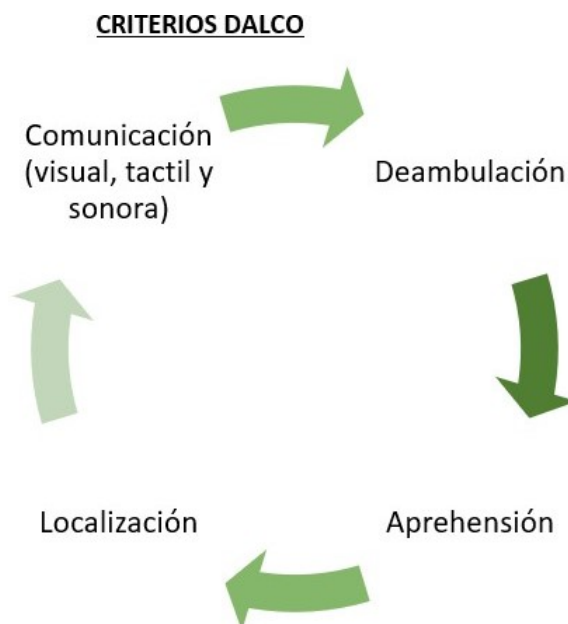 CRITERIOS DALCO
Comunicación
(visual, tactil y
sonora)
Deambulación
Localización
Aprehensión